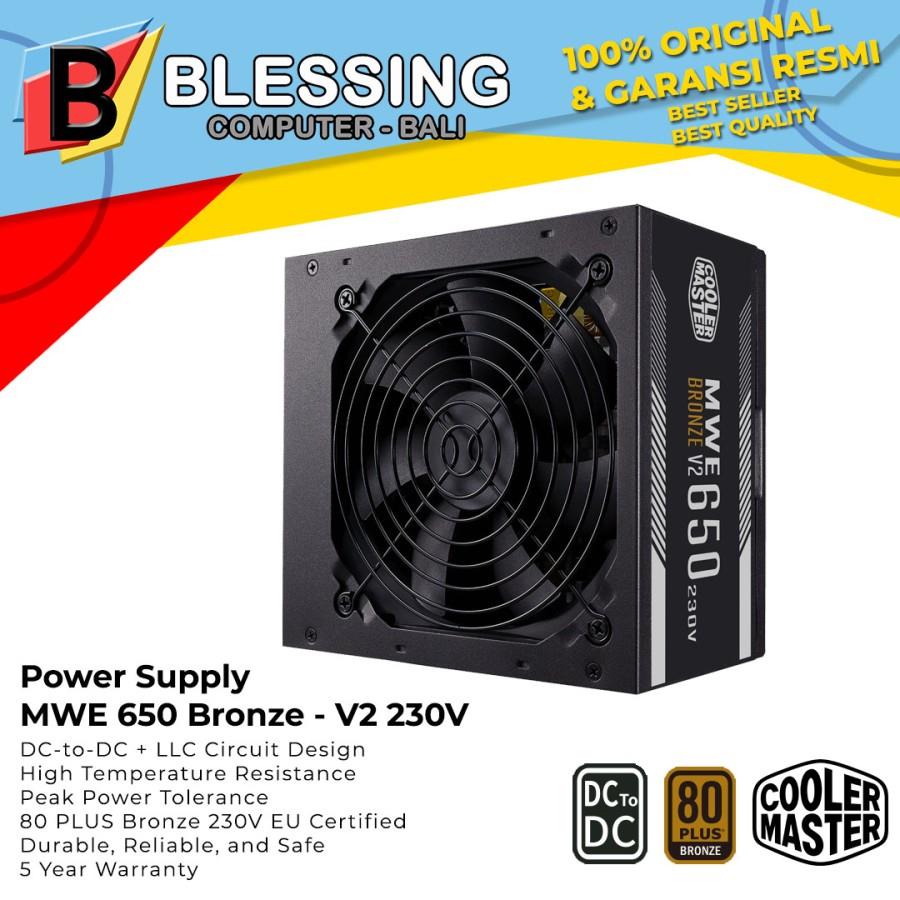 B
BLESSING
COMPUTER - BALI
100% ORIGINAL
& GARANSI RESMI
BEST SELLER
BEST QUALITY
COOLER
MASTER
MWE
BRONZE V2
650
230V
Power Supply
MWE 650 Bronze - V2 230V
DC-to-DC + LLC Circuit Design
High Temperature Resistance
Peak Power Tolerance
80 PLUS Bronze 230V EU Certified
Durable, Reliable, and Safe
5 Year Warranty
DC To
DC
80
PLUS
BRONZE
COOLER
MASTER